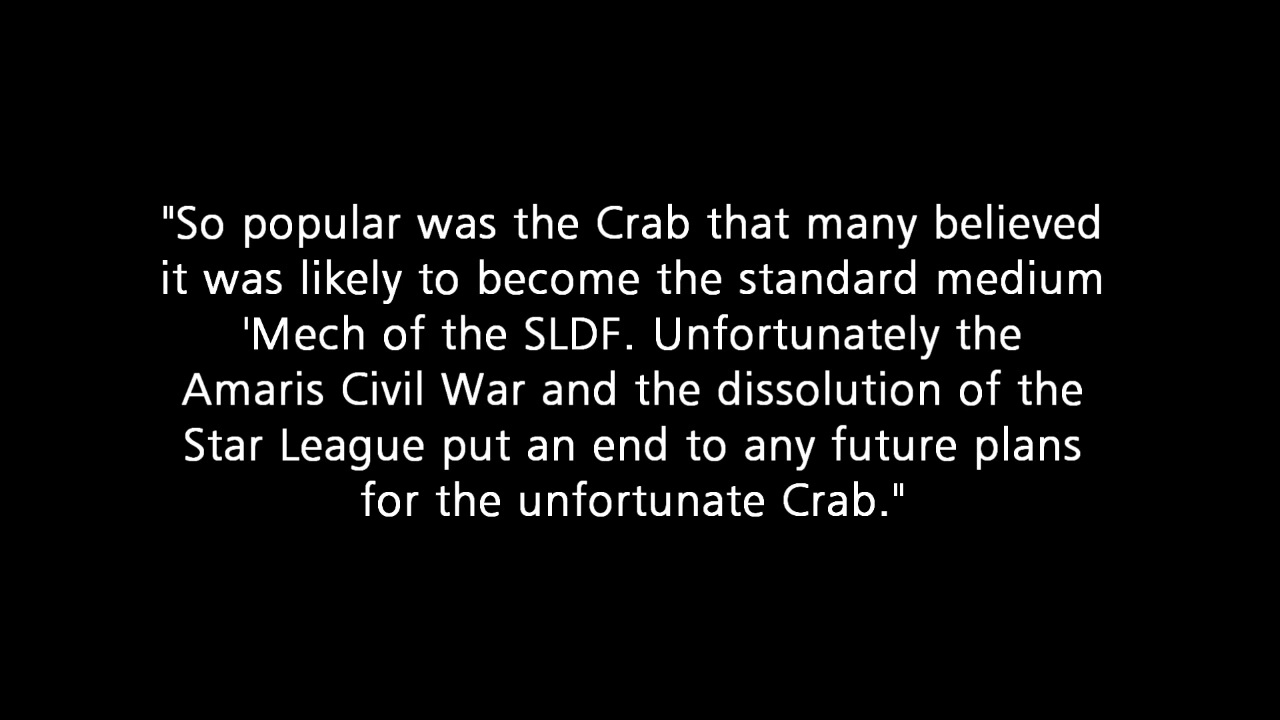 "So popular was the Crab that many believed
it was likely to become the standard medium
'Mech of the SLDF. Unfortunately the
Amaris Civil War and the dissolution of the
Star League put an end to any future plans
for the unfortunate Crab."